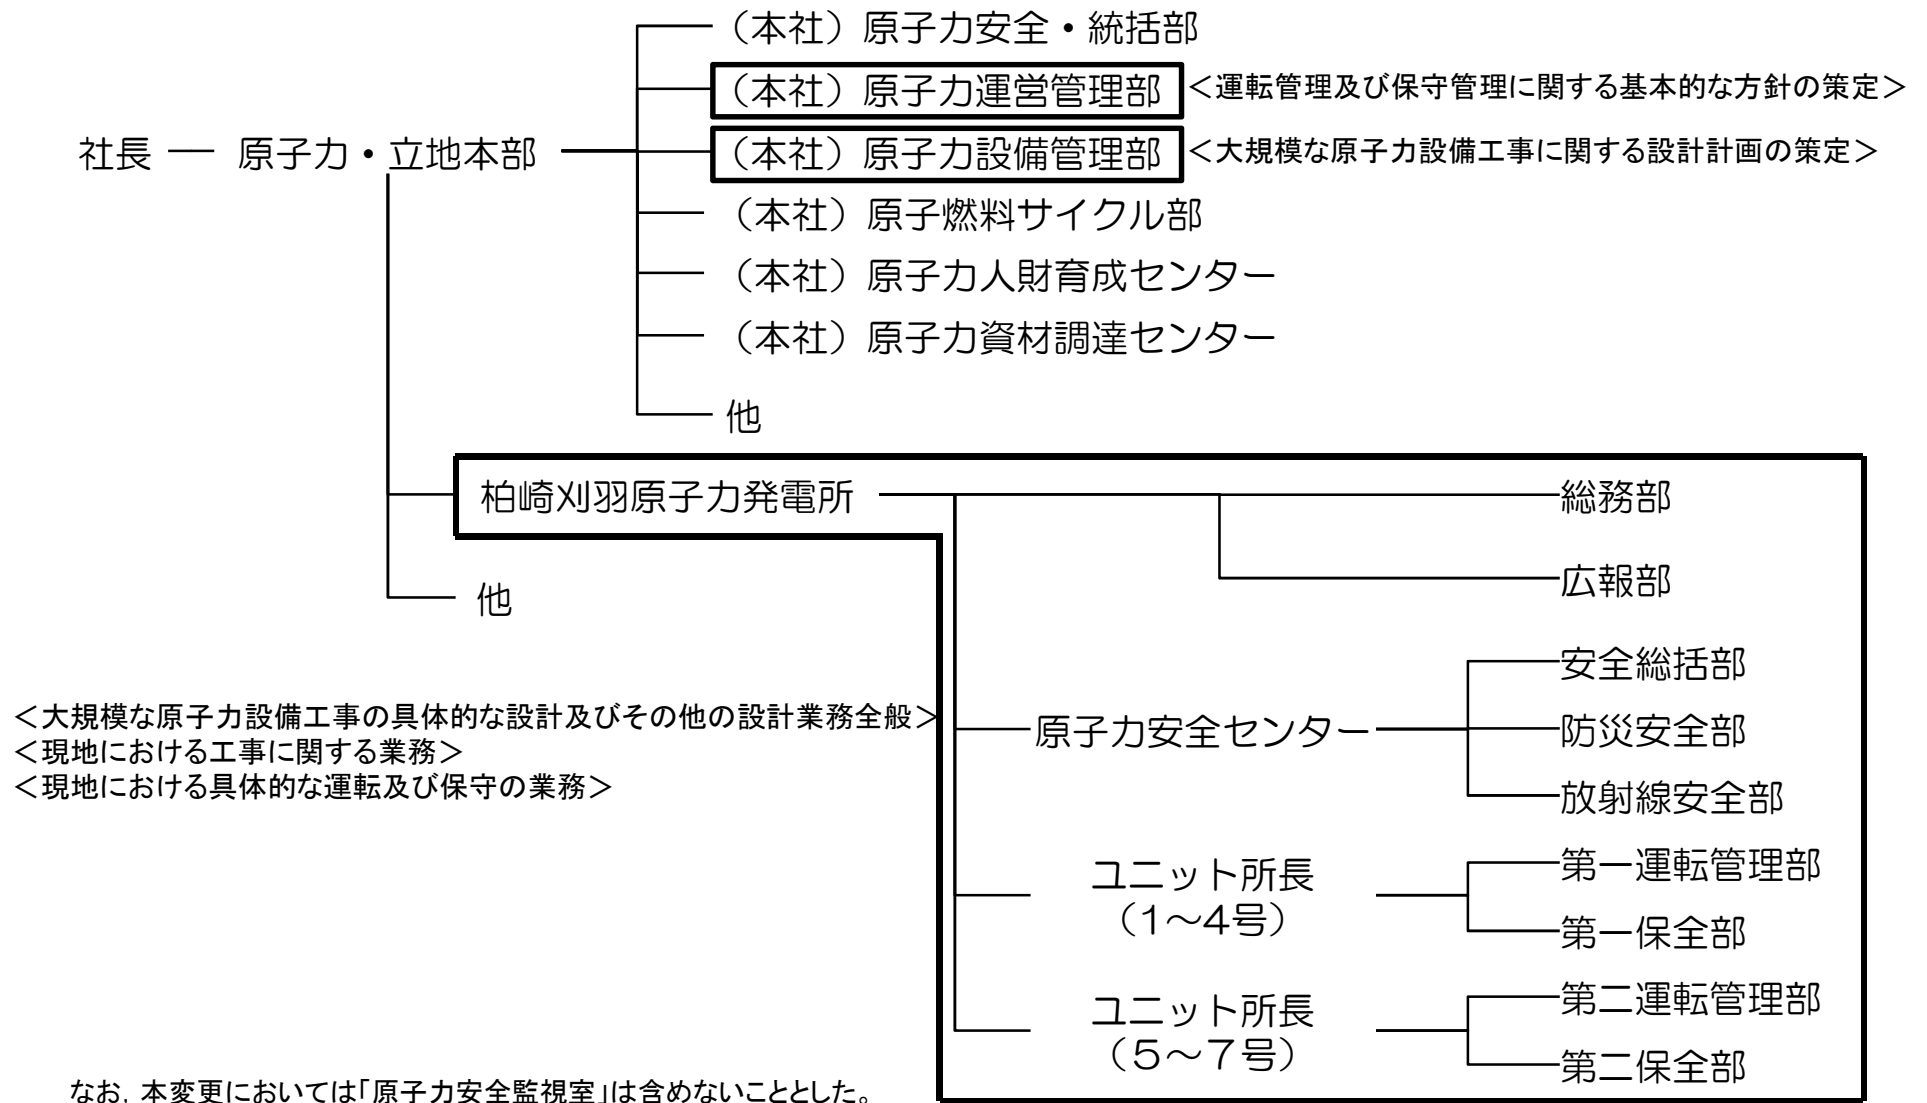 （本社）原子力安全・統括部
（本社）原子力運営管理部 ＜運転管理及び保守管理に関する基本的な方針の策定＞
社長 ― 原子力・立地本部 （本社）原子力設備管理部 ＜大規模な原子力設備工事に関する設計計画の策定＞
（本社）原子燃料サイクル部
（本社）原子力人財育成センター
（本社）原子力資材調達センター
他
柏崎刈羽原子力発電所 総務部
広報部
他
安全総括部
＜大規模な原子力設備工事の具体的な設計及びその他の設計業務全般＞
＜現地における工事に関する業務＞
＜現地における具体的な運転及び保守の業務＞
原子力安全センター 防災安全部
放射線安全部
ユニット所長
（1～4号）
第一運転管理部
第一保全部
ユニット所長
（5～7号）
第二運転管理部
第二保全部
なお，本変更においては「原子力安全監視室」は含めないこととした。